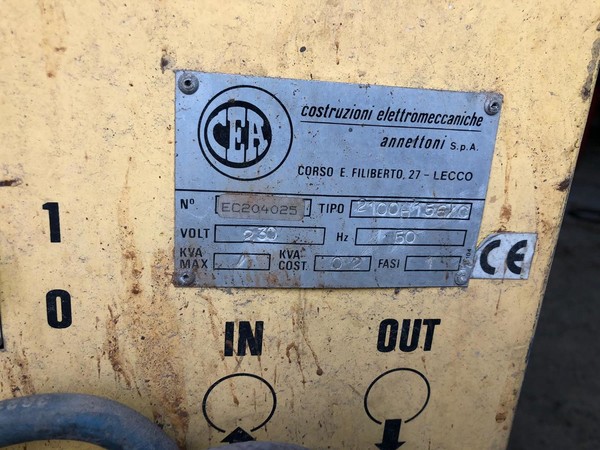 CEA
costruzioni elettromeccaniche
annettoni S.p.A.
CORSO E. FILIBERTO, 27 - LECCO
N° EC204025 TIPO
VOLT 230 Hz 50
KVA MAX KVA COST. FASI 1
CE
1
0
IN OUT